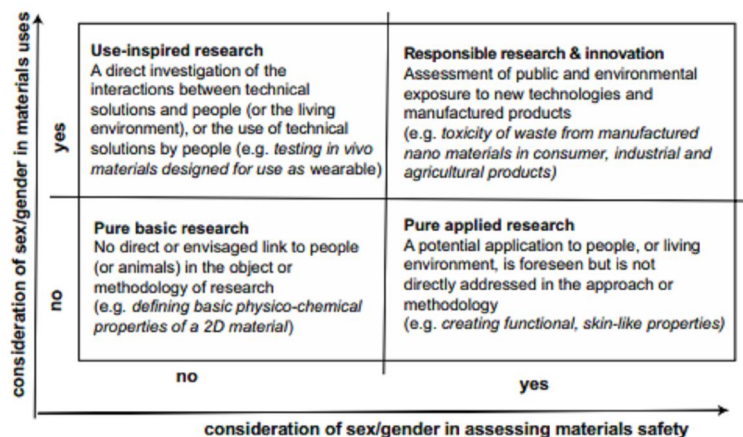 consideration of sex/gender in materials uses
yes
no
Use-inspired research
A direct investigation of the
interactions between technical
solutions and people (or the living
environment), or the use of technical
solutions by people (e.g. testing in vivo
materials designed for use as wearable)
Responsible research & innovation
Assessment of public and environmental
exposure to new technologies and
manufactured products
(e.g. toxicity of waste from manufactured
nano materials in consumer, industrial and
agricultural products)
Pure basic research
No direct or envisaged link to people
(or animals) in the object or
methodology of research
(e.g. defining basic physico-chemical
properties of a 2D material)
Pure applied research
A potential application to people, or living
environment, is foreseen but is not
directly addressed in the approach or
methodology
(e.g. creating functional, skin-like properties)
no
yes
consideration of sex/gender in assessing materials safety